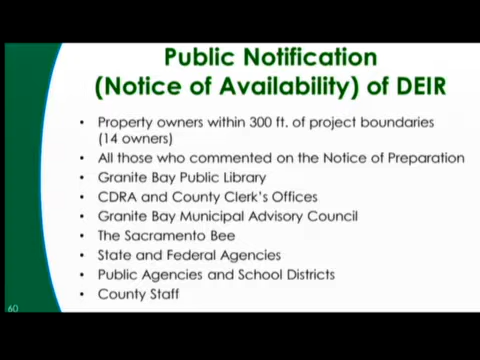 Public Notification
(Notice of Availability) of DEIR
• Property owners within 300 ft. of project boundaries
(14 owners)
• All those who commented on the Notice of Preparation
• Granite Bay Public Library
• CDRA and County Clerk's Offices
• Granite Bay Municipal Advisory Council
• The Sacramento Bee
• State and Federal Agencies
• Public Agencies and School Districts
• County Staff
60